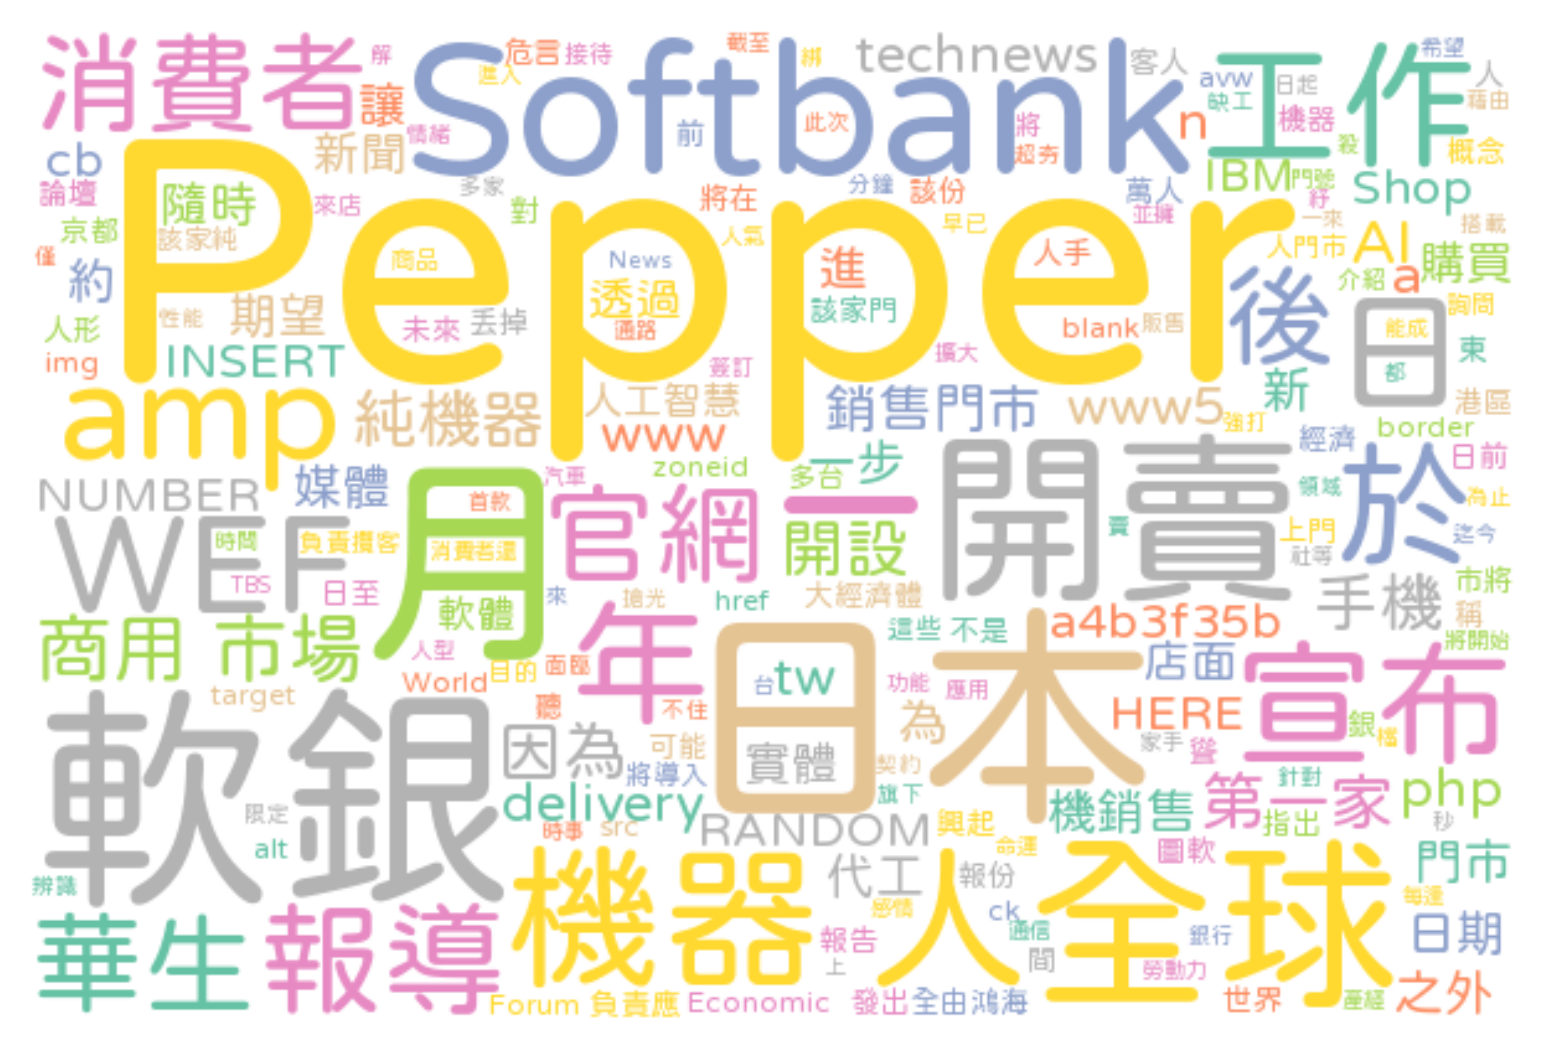 消費者 解 讓 Softbank 危言 接待 進入 截至 綁 technews 客人 avw 日起 工作 希望 人 藉由
cb 新聞 情緒 前 此次 將 超夯 n 缺工 機器 殺 概念
論壇 隨時 來店 多家 對 將在 分鐘 該份 早已 萬人 並擁 IBM 門號 紓 Shop
京都 該家純 Pepper 商品 News 人氣 進 人手 一來 人門市 AI 搭載
僅 約 期望 透過 該家門 後 介紹 a 購買
人形 性能 未來 丟掉 通路 擴大 blank 販售 日 能成 詢問
img INSERT 簽訂 新 都 東
amp 純機器 人工智慧 www 銷售門市 www5 強打 港區 border
NUMBER 媒體 月 首款 汽車 zoneid 多台 一步 開賣 經濟 於 日前
WEF 時間 負責攬客 消費者還 官網 一 開設 賣 領域 上門 社等 為止 迄今
TBS 日至 軟體 來 搶光 href 大經濟體 手機 市將 稱
商用 市場 人型 目的 面臨 年 這些 不是 a4b3f35b 店面 將開始
target World 聽 不住 日本 台 tw 功能 應用 宣布
軟銀 因為 可能 實體 為 HERE 家手 聳 銀 檔
限定 將導入 契約 旗下 機銷售 第一家 針對 php
alt delivery 時事 src RANDOM 興起 命運 指出 秒
辨識 機器人 代工 報份 全球 圖軟 門市 每逢
華生 報導 感情 ck 通信 銀行 日期
報告 上 間 勞動力
Forum 負責應 Economic 發出 全由鴻海 世界 產經 之外